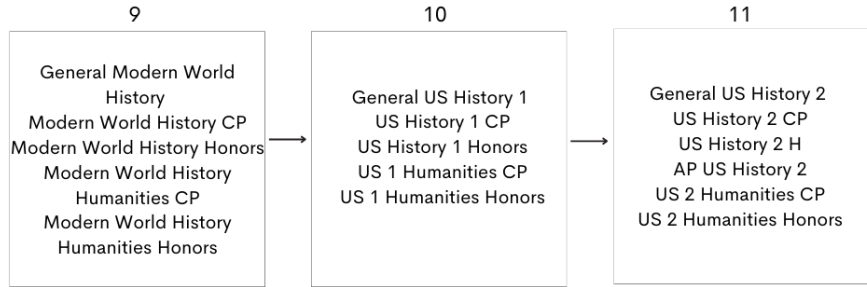 9
General Modern World
History
Modern World History CP
Modern World History Honors
Modern World History
Humanities CP
Modern World History
Humanities Honors
10
General US History 1
US History 1 CP
US History 1 Honors
US 1 Humanities CP
US 1 Humanities Honors
11
General US History 2
US History 2 CP
US History 2 H
AP US History 2
US 2 Humanities CP
US 2 Humanities Honors